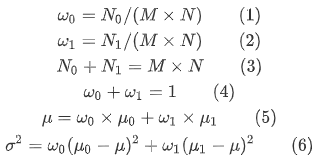 ω₀ = N₀/(M × N) (1)
ω₁ = N₁/(M × N) (2)
N₀ + N₁ = M × N (3)
ω₀ + ω₁ = 1 (4)
μ = ω₀ × μ₀ + ω₁ × μ₁ (5)
σ² = ω₀(μ₀ − μ)² + ω₁(μ₁ − μ)² (6)